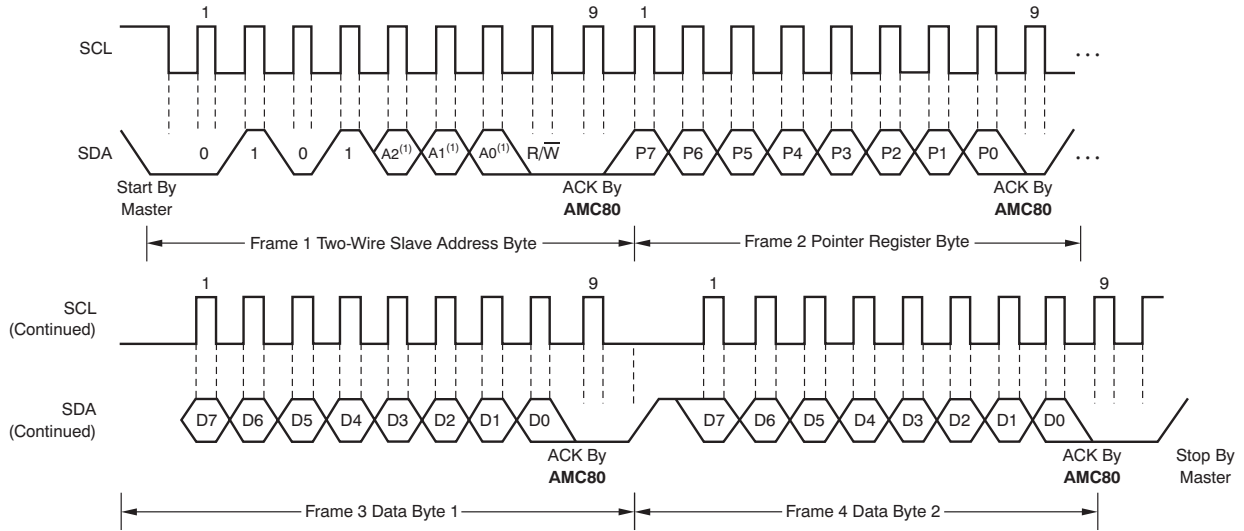 1 9 1 9
SCL ...
SDA 0 1 0 1 A2(1) A1(1) A0(1) R/W̅ P7 P6 P5 P4 P3 P2 P1 P0 ...
Start By Master
ACK By AMC80
ACK By AMC80
Frame 1 Two-Wire Slave Address Byte
Frame 2 Pointer Register Byte
1 9 1 9
SCL
(Continued)
SDA
(Continued)
D7 D6 D5 D4 D3 D2 D1 D0 D7 D6 D5 D4 D3 D2 D1 D0
ACK By
AMC80
ACK By
AMC80
Stop By
Master
Frame 3 Data Byte 1
Frame 4 Data Byte 2